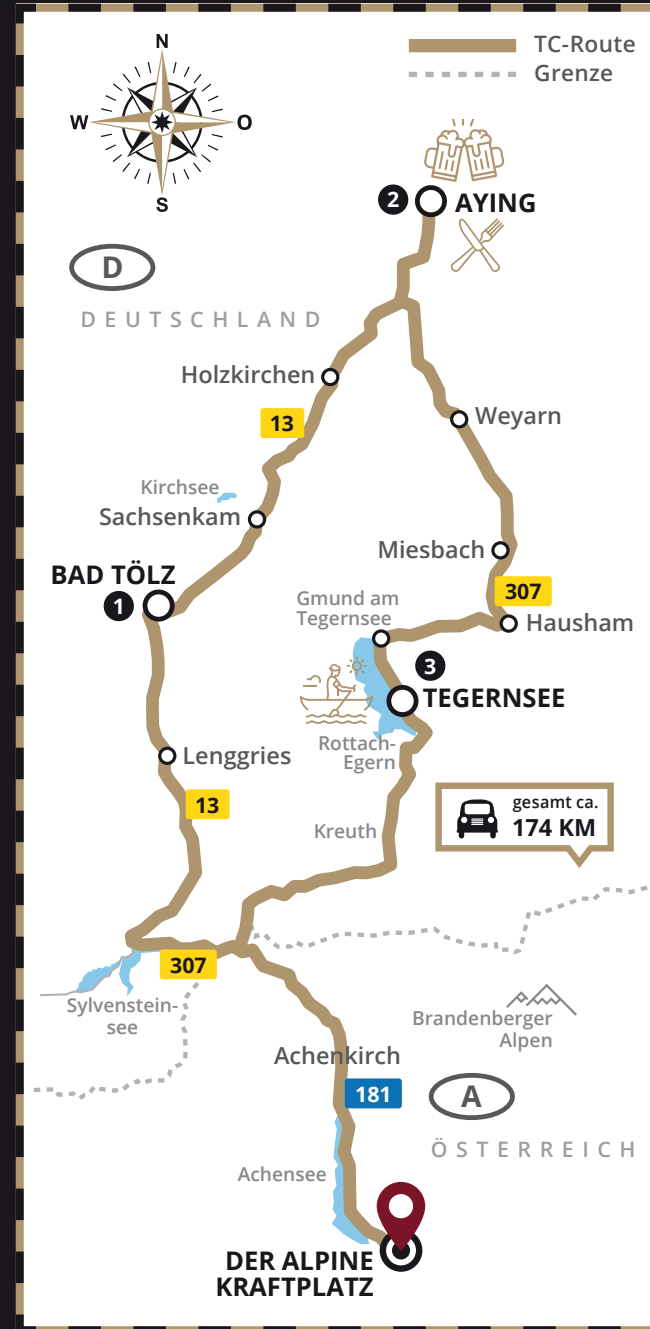 N
W
O
S
TC-Route
Grenze
2
AYING
D
DEUTSCHLAND
Holzkirchen
13
Weyarn
Kirchsee
Sachsenkam
Miesbach
BAD TÖLZ
1
307
Gmund am
Tegernsee
Hausham
3
TEGERNSEE
Rottach-
Egern
Lenggries
13
gesamt ca.
174 KM
Kreuth
307
Sylvenstein-
see
Brandenberger
Alpen
Achenkirch
181
A
ÖSTERREICH
Achensee
DER ALPINE
KRAFTPLATZ